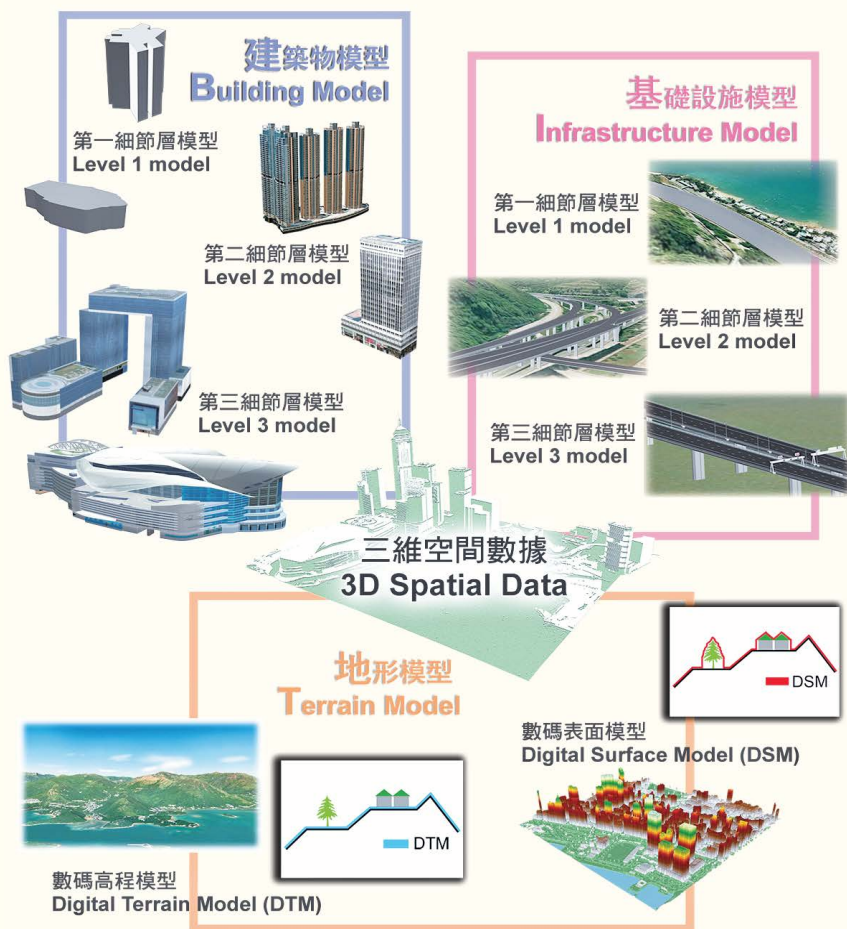 建築物模型
Building Model
第一細節層模型
Level 1 model
第二細節層模型
Level 2 model
第三細節層模型
Level 3 model
基礎設施模型
Infrastructure Model
第一細節層模型
Level 1 model
第二細節層模型
Level 2 model
第三細節層模型
Level 3 model
三維空間數據
3D Spatial Data
地形模型
Terrain Model
DSM
數碼表面模型
Digital Surface Model (DSM)
DTM
數碼高程模型
Digital Terrain Model (DTM)